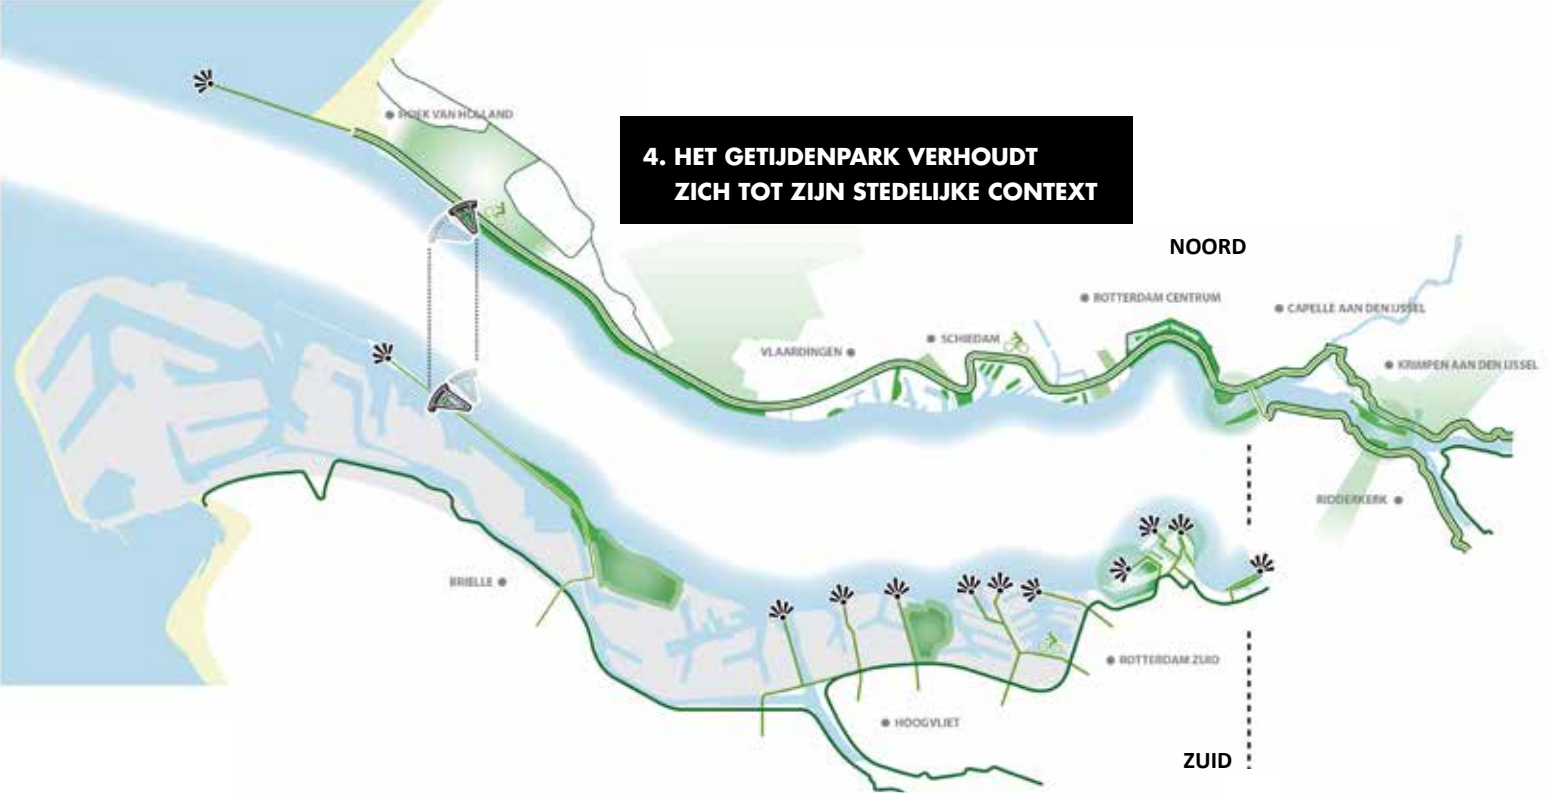 HOEK VAN HOLLAND
4. HET GETIJDENPARK VERHOUDT
ZICH TOT ZIJN STEDELIJKE CONTEXT
NOORD
ROTTERDAM CENTRUM
CAPELLE AAN DEN IJSSEL
SCHIEDAM
VLAARDINGEN
KRIMPEN AAN DEN IJSSEL
RIDDERKERK
BRIELLE
ROTTERDAM ZUID
HOOGVLIET
ZUID